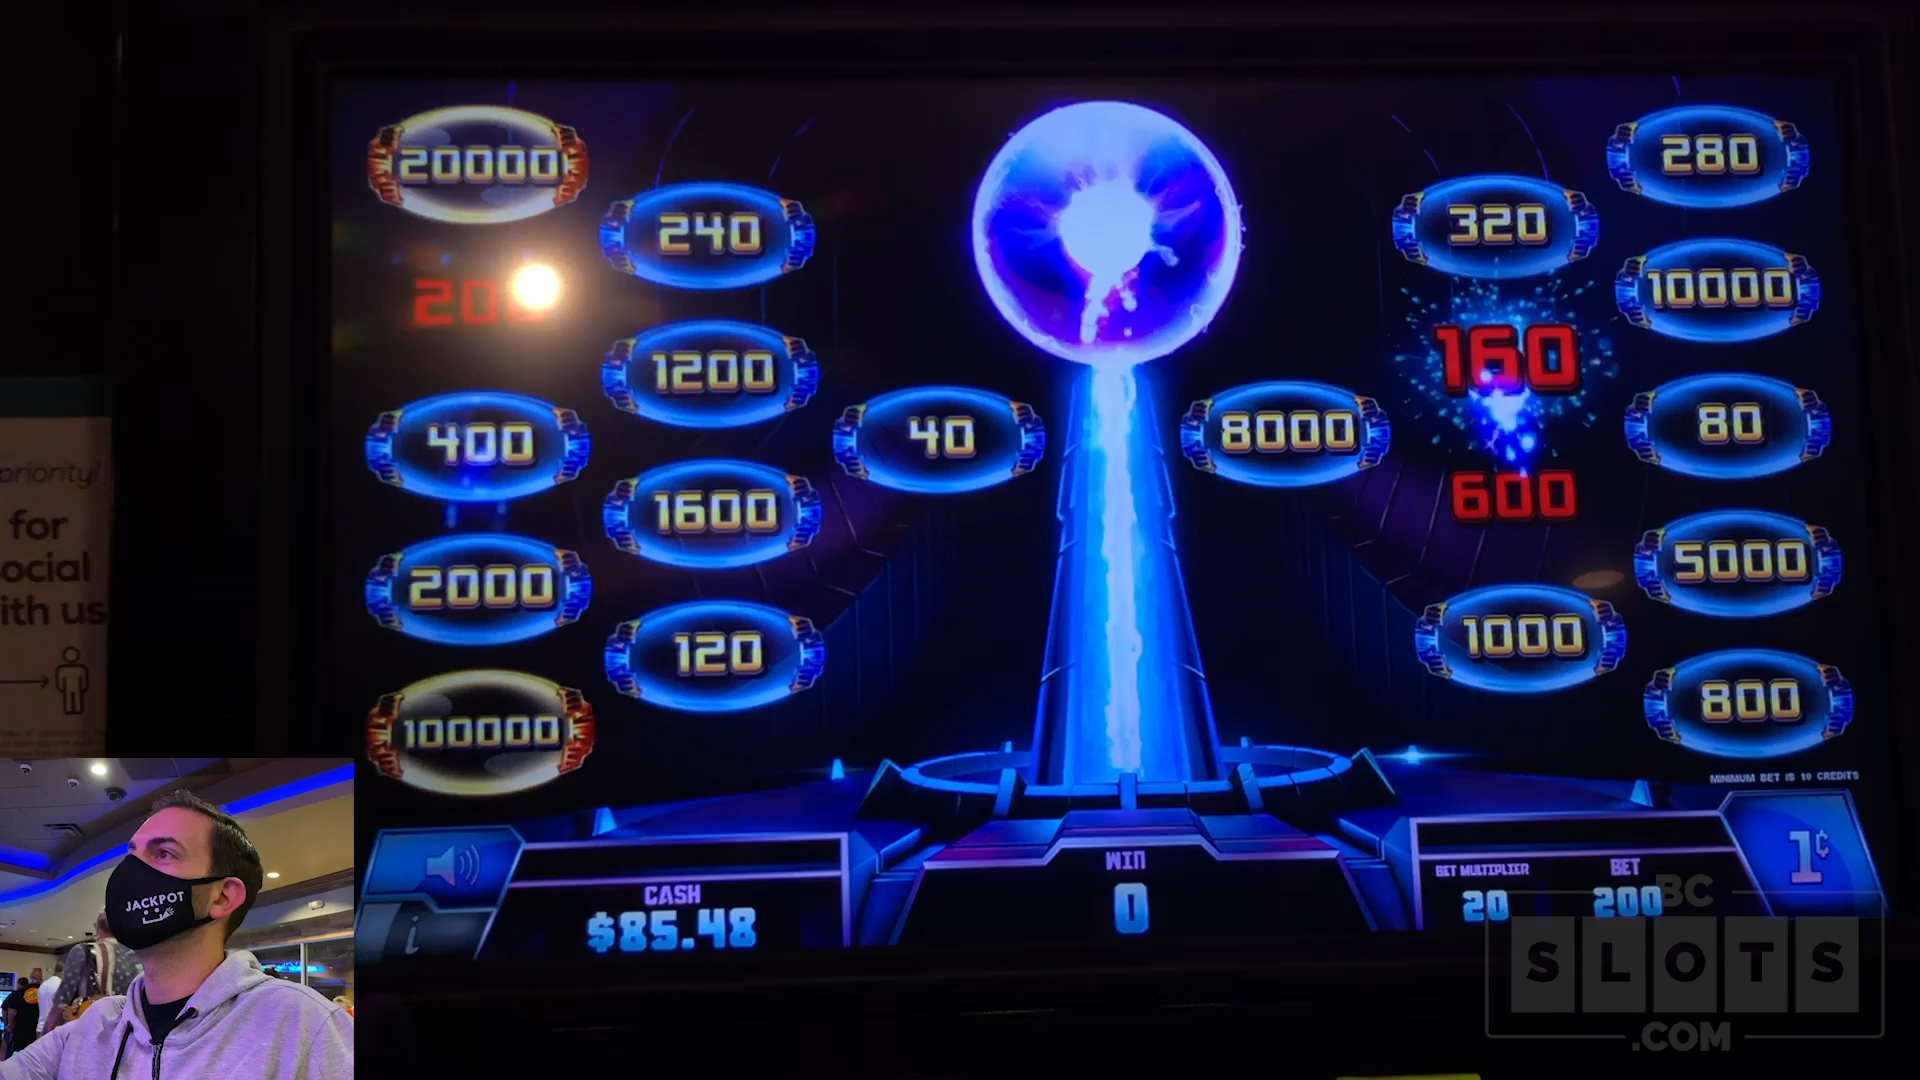 20000
240
1200
400
1600
2000
120
100000
40
8000
320
160
600
1000
280
10000
80
5000
800
MINIMUM BET IS 10 CREDITS
CASH
$85.48
WIN
0
BET MULTIPLIER
20
BET
200
1¢
i
priority!
for
ith us
JACKPOT
BC
SLOTS
.COM